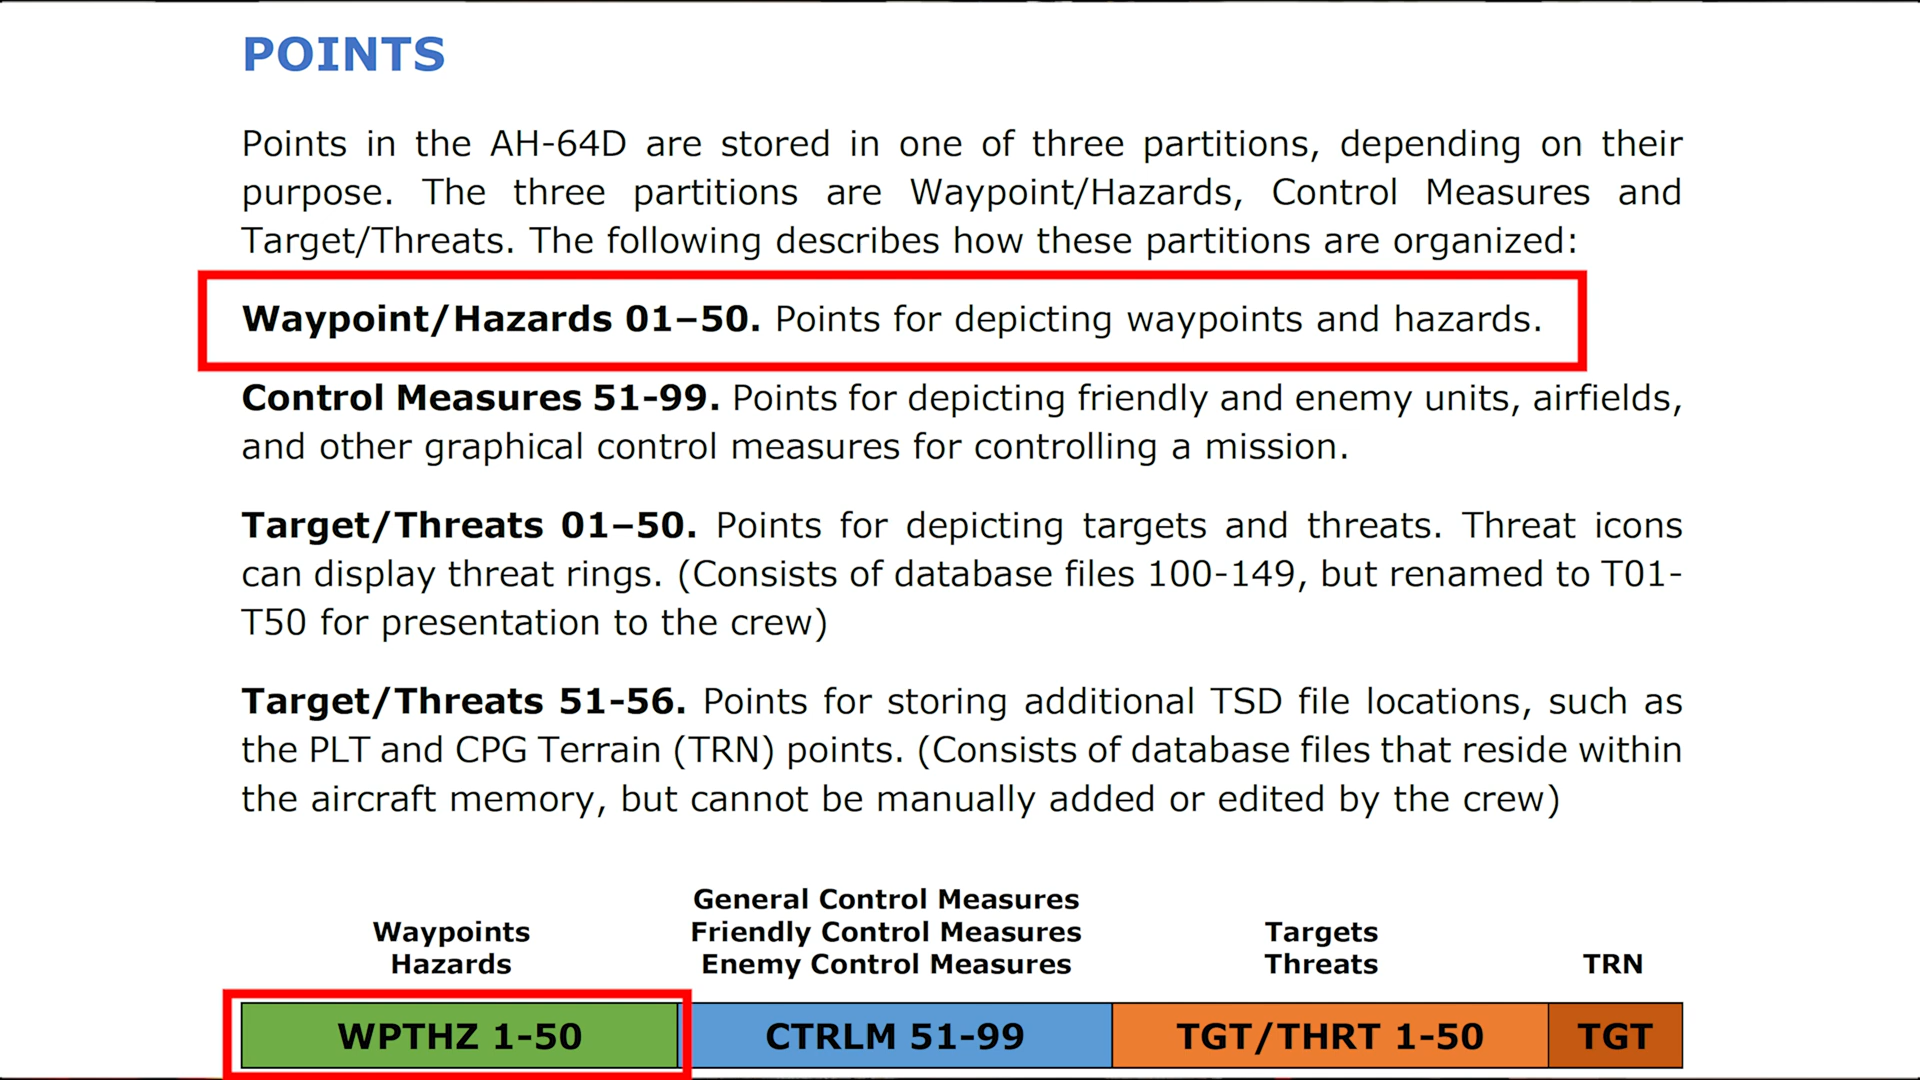 POINTS
Points in the AH-64D are stored in one of three partitions, depending on their
purpose. The three partitions are Waypoint/Hazards, Control Measures and
Target/Threats. The following describes how these partitions are organized:
Waypoint/Hazards 01–50. Points for depicting waypoints and hazards.
Control Measures 51-99. Points for depicting friendly and enemy units, airfields,
and other graphical control measures for controlling a mission.
Target/Threats 01–50. Points for depicting targets and threats. Threat icons
can display threat rings. (Consists of database files 100-149, but renamed to T01-
T50 for presentation to the crew)
Target/Threats 51-56. Points for storing additional TSD file locations, such as
the PLT and CPG Terrain (TRN) points. (Consists of database files that reside within
the aircraft memory, but cannot be manually added or edited by the crew)
Waypoints
Hazards
General Control Measures
Friendly Control Measures
Enemy Control Measures
Targets
Threats
TRN
WPTHZ 1-50
CTRLM 51-99
TGT/THRT 1-50
TGT